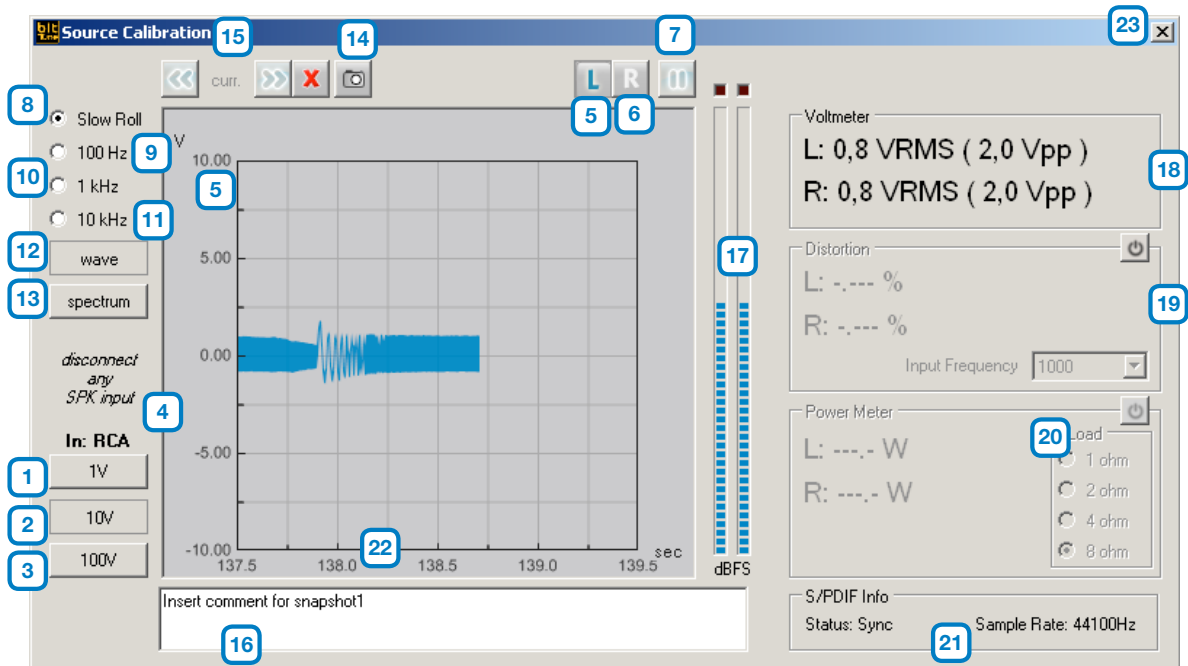 bit
Tune
Source Calibration
15
14
7
23
curr.
X
L
R
5
6
8
Slow Roll
100 Hz
9
10
1 kHz
10 kHz
11
12
wave
13
spectrum
disconnect
any
SPK input
4
In: RCA
1
1V
2
10V
3
100V
V
10.00
5
5.00
0.00
-5.00
-10.00
137.5
138.0
138.5
139.0
139.5
sec
22
17
dBFS
Insert comment for snapshot1
16
Voltmeter
L: 0,8 VRMS ( 2,0 Vpp )
R: 0,8 VRMS ( 2,0 Vpp )
18
Distortion
L: -.--- %
R: -.--- %
19
Input Frequency 1000
Power Meter
L: ---.- W
R: ---.- W
20
Load
1 ohm
2 ohm
4 ohm
8 ohm
S/PDIF Info
Status: Sync
Sample Rate: 44100Hz
21